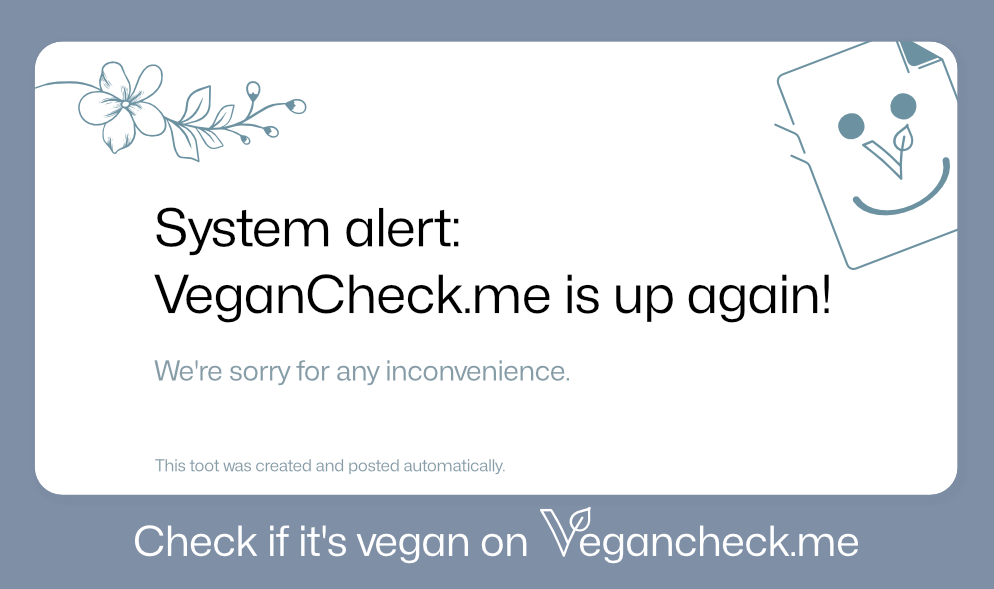 System alert:
VeganCheck.me is up again!
We're sorry for any inconvenience.
This toot was created and posted automatically.
Check if it's vegan on Vegancheck.me